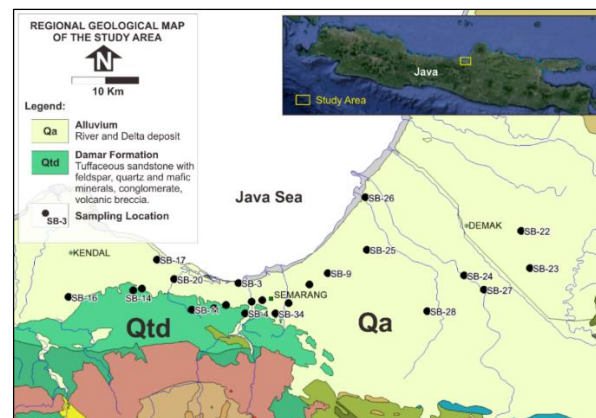 REGIONAL GEOLOGICAL MAP
OF THE STUDY AREA
N
10 Km
Legend:
Qa
Alluvium
River and Delta deposit
Qtd
Damar Formation
Tuffaceous sandstone with
feldspar, quartz and mafic
minerals, conglomerate,
volcanic breccia.
SB-3
Sampling Location
Java
Study Area
Java Sea
SB-26
DEMAK
SB-22
KENDAL
SB-17
SB-25
SB-20
SB-3
SB-9
SB-24
SB-23
SB-16
SB-14
SEMARANG
SB-27
SB-4
SB-34
SB-28
Qtd
Qa